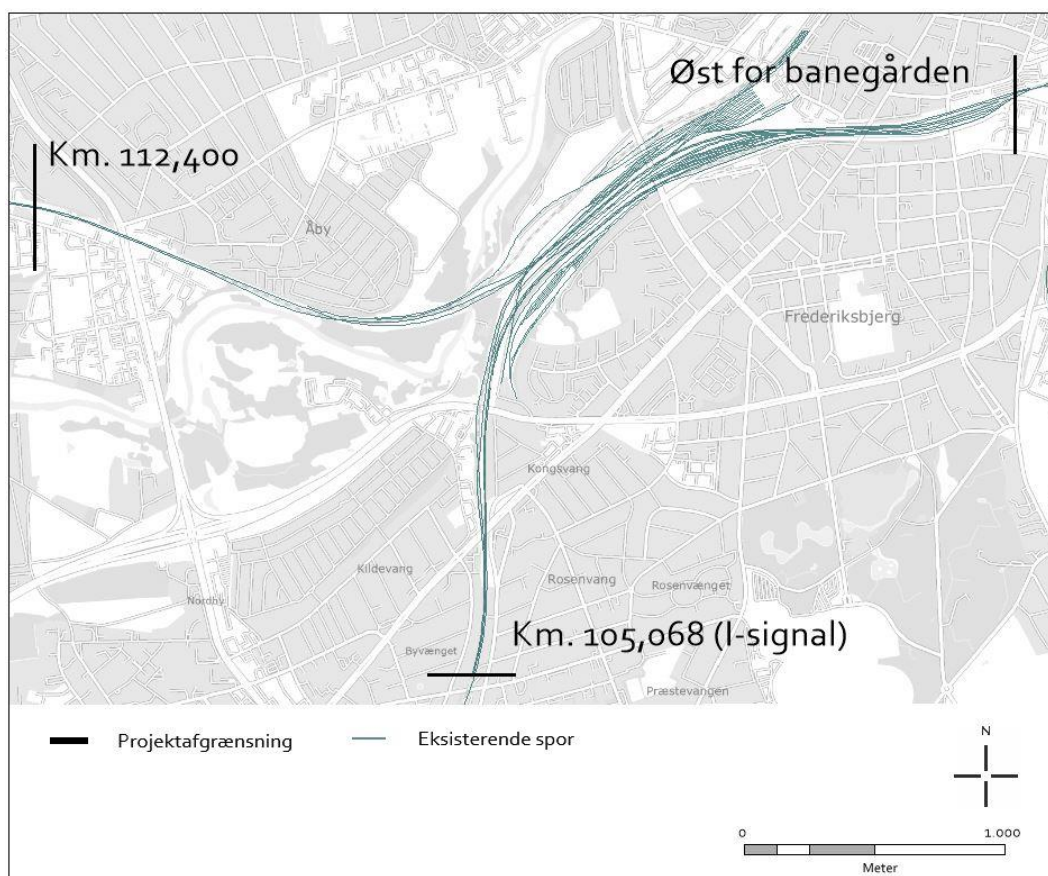 Øst for banegården
Km. 112,400
Åby
Frederiksbjerg
Kongsvang
Kildevang
Rosenvang
Rosenvænget
Nordby
Km. 105,068 (I-signal)
Byvænget
Præstevangen
Projektafgrænsning
Eksisterende spor
N
0
1.000
Meter